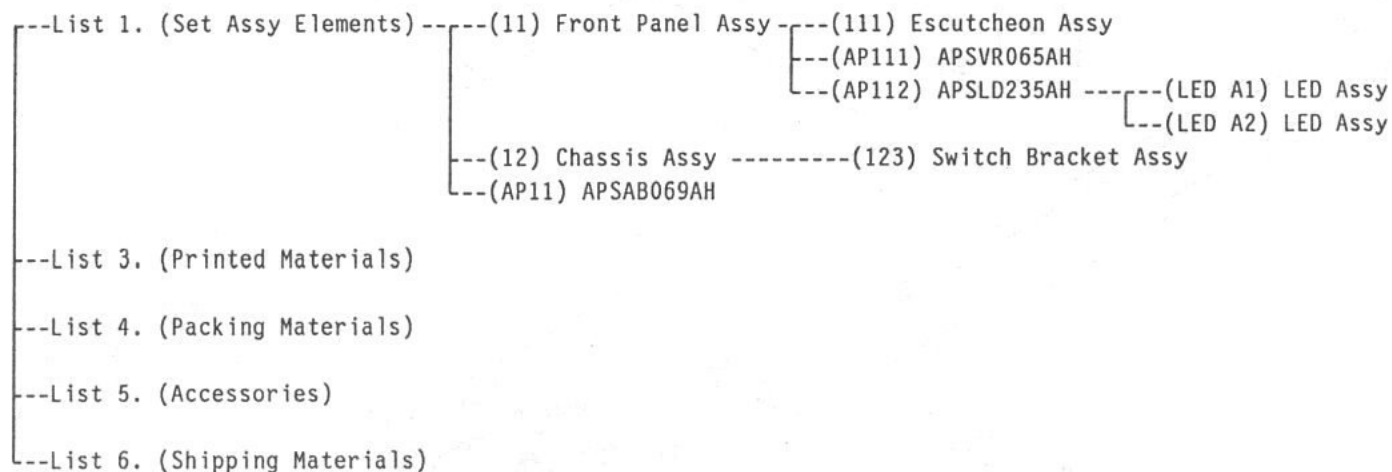 List 1. (Set Assy Elements) (11) Front Panel Assy (111) Escutcheon Assy
(AP111) APSVR065AH
(AP112) APSLD235AH (LED A1) LED Assy
(LED A2) LED Assy
(12) Chassis Assy (123) Switch Bracket Assy
(AP11) APSAB069AH
List 3. (Printed Materials)
List 4. (Packing Materials)
List 5. (Accessories)
List 6. (Shipping Materials)